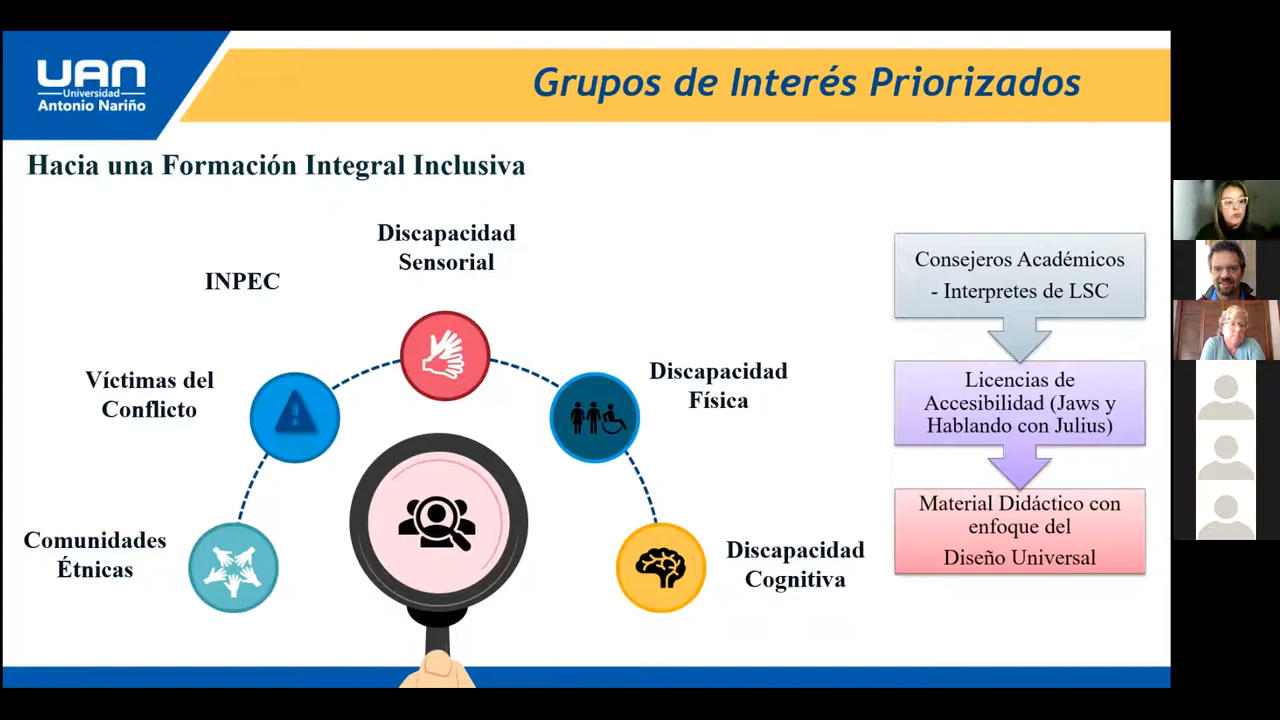 UAN
Universidad
Antonio Nariño
Grupos de Interés Priorizados
Hacia una Formación Integral Inclusiva
Discapacidad
Sensorial
INPEC
Víctimas del
Conflicto
Discapacidad
Física
Comunidades
Étnicas
Discapacidad
Cognitiva
Consejeros Académicos
- Interpretes de LSC
Licencias de
Accesibilidad (Jaws y
Hablando con Julius)
Material Didáctico con
enfoque del
Diseño Universal